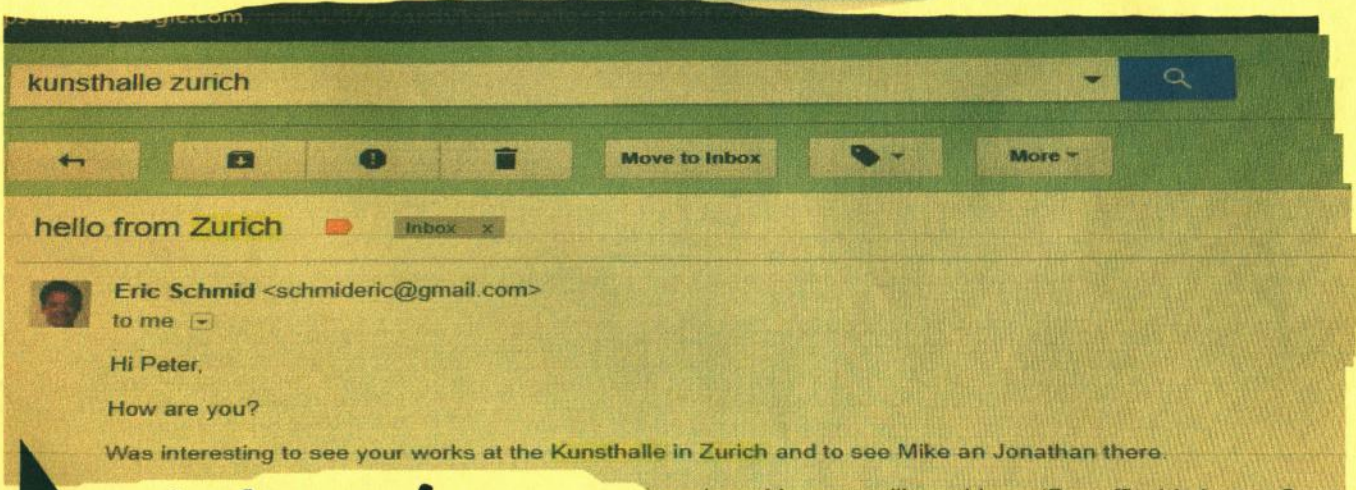 kunsthalle zurich
Move to Inbox More
hello from Zurich Inbox x
Eric Schmid <schmideric@gmail.com>
to me
Hi Peter,
How are you?
Was interesting to see your works at the Kunsthalle in Zurich and to see Mike an Jonathan there.